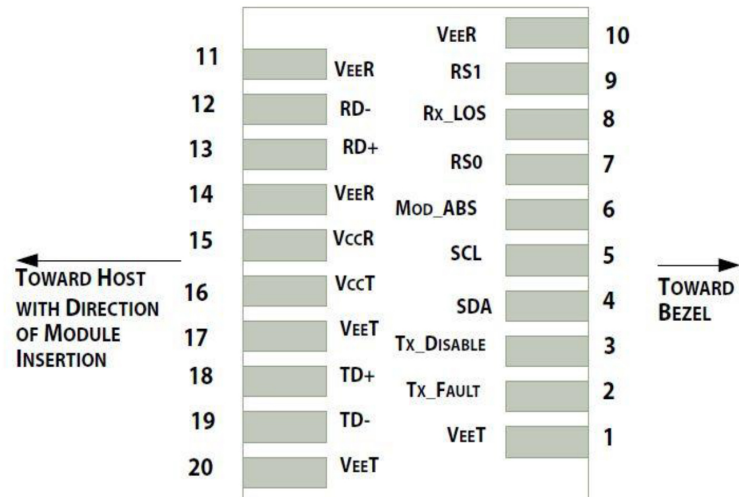 11 VEER
12 RD-
13 RD+
14 VEER
15 VCCR
16 VCCT
17 VEET
18 TD+
19 TD-
20 VEET
VEER 10
RS1 9
RX_LOS 8
RS0 7
MOD_ABS 6
SCL 5
SDA 4
TX_DISABLE 3
TX_FAULT 2
VEET 1
TOWARD HOST
WITH DIRECTION
OF MODULE
INSERTION
TOWARD
BEZEL